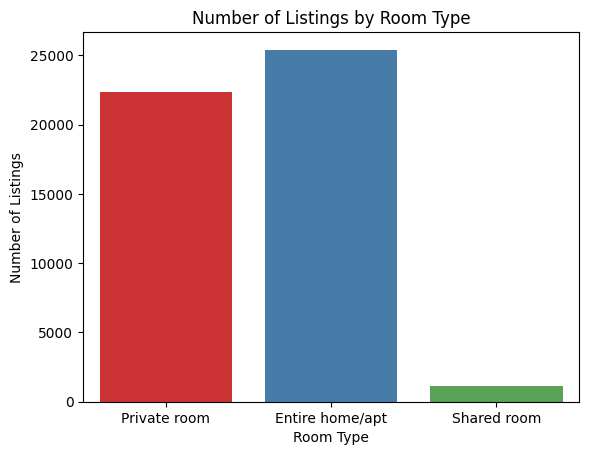 Number of Listings by Room Type
Number of Listings
25000
20000
15000
10000
5000
0
Private room
Entire home/apt
Shared room
Room Type